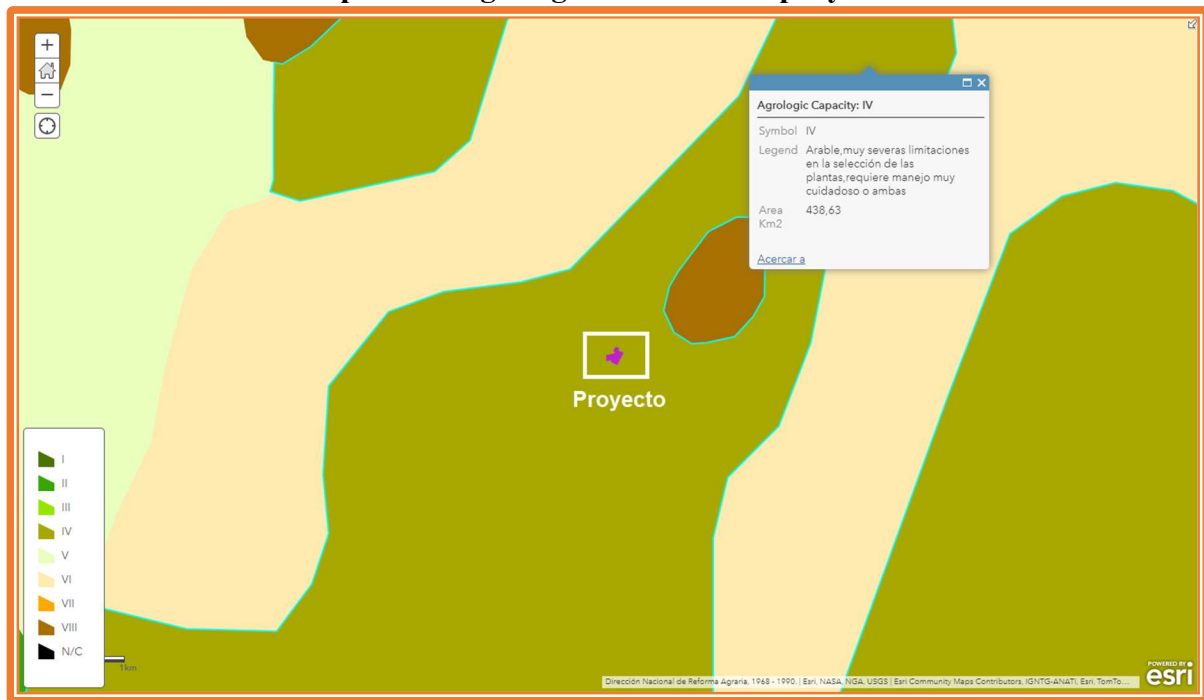 +
−
Agrologic Capacity: IV
Symbol IV
Legend Arable,muy severas limitaciones
en la selección de las
plantas,requiere manejo muy
cuidadoso o ambas
Area 438,63
Km2
Acercar a
Proyecto
I
II
III
IV
V
VI
VII
VIII
N/C
1km
Dirección Nacional de Reforma Agraria, 1968 - 1990. | Esri, NASA, NGA, USGS | Esri Community Maps Contributors, IGNTG-ANATI, Esri, TomTo...
POWERED BY
esri